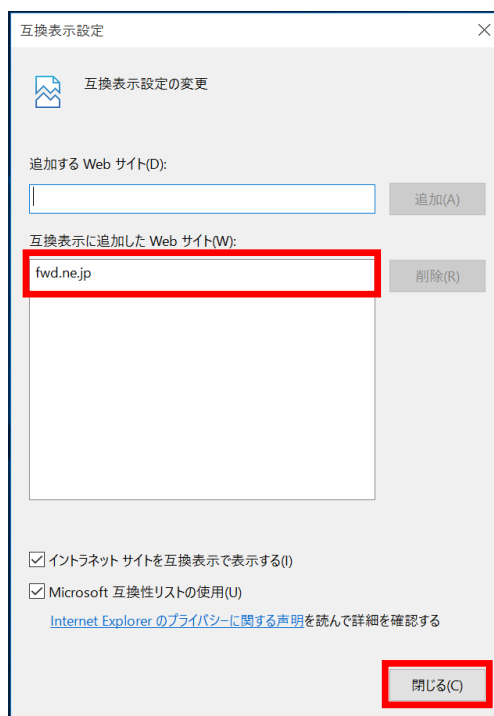 互換表示設定
互換表示設定の変更
追加する Web サイト(D):
追加(A)
互換表示に追加した Web サイト(W):
fwd.ne.jp
削除(R)
イントラネット サイトを互換表示で表示する(I)
Microsoft 互換性リストの使用(U)
Internet Explorer のプライバシーに関する声明を読んで詳細を確認する
閉じる(C)